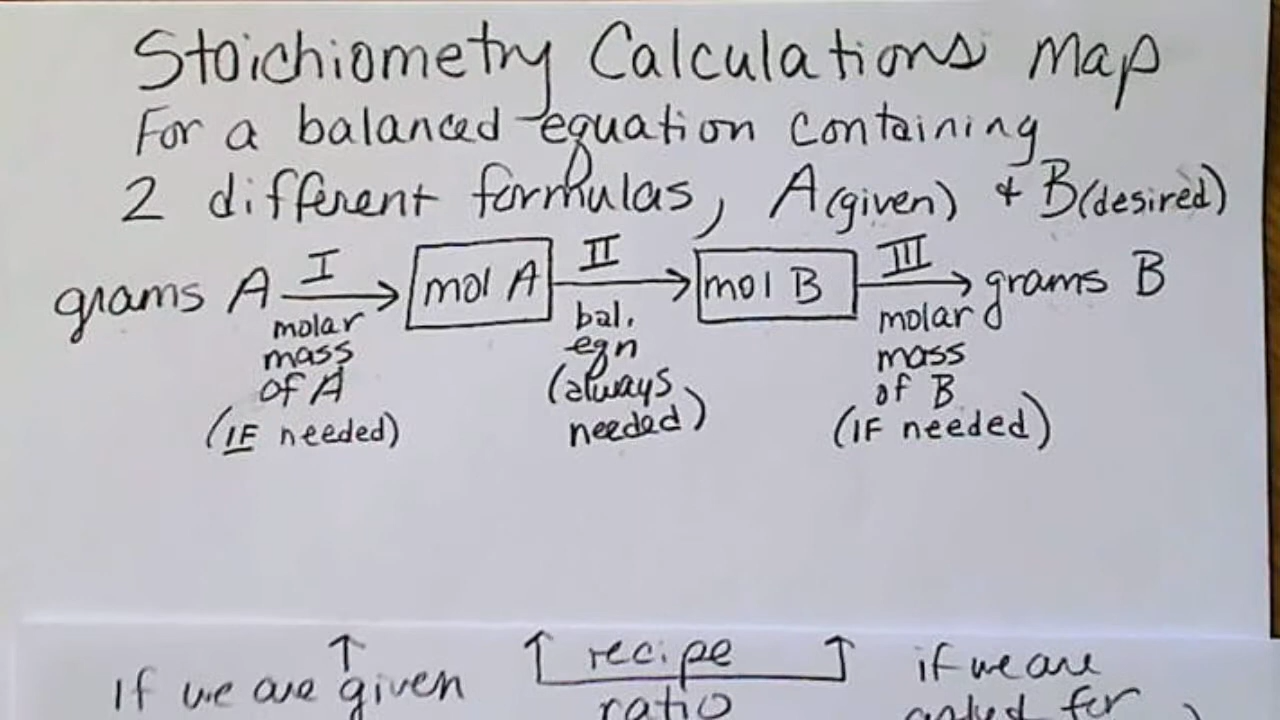 Stoichiometry Calculations Map
For a balanced equation containing
2 different formulas, A(given) & B(desired)
grams A I mol A II mol B III grams B
molar
mass
of A
(IF needed)
bal.
eqn
(always
needed)
molar
mass
of B
(IF needed)
If we are given
recipe
ratio
if we are
asked for